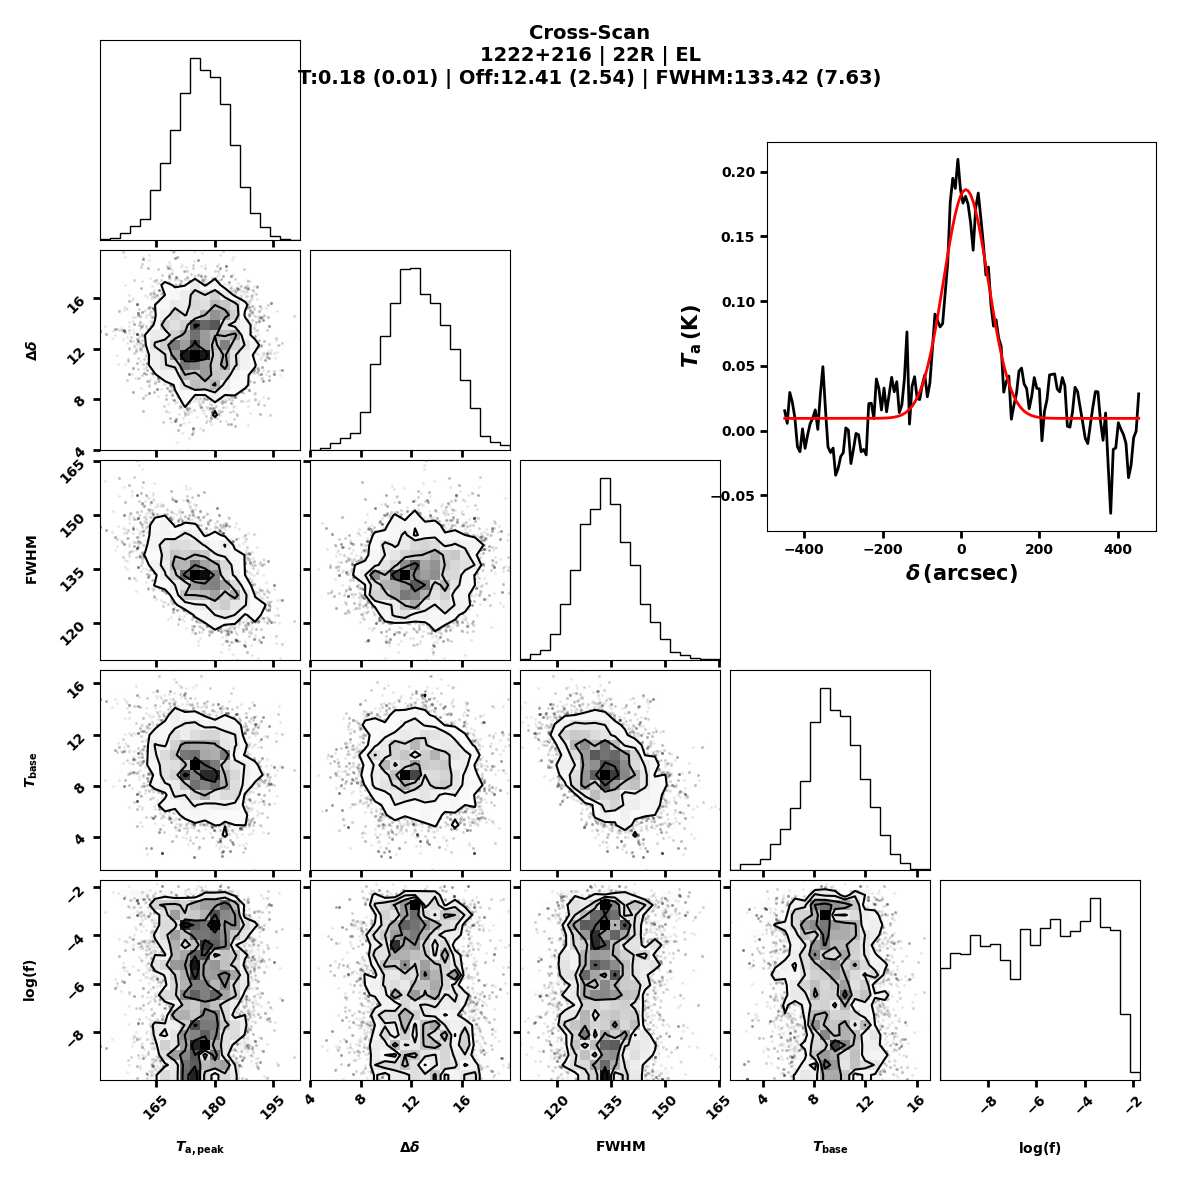 Cross-Scan
1222+216 | 22R | EL
T:0.18 (0.01) | Off:12.41 (2.54) | FWHM:133.42 (7.63)
0.20
0.15
0.10
0.05
0.00
−0.05
Ta (K)
−400 −200 0 200 400
δ (arcsec)
Δδ
16
12
8
4
FWHM
165
150
135
120
Tbase
16
12
8
4
log(f)
−2
−4
−6
−8
165 180 195 4 8 12 16 120 135 150 165 4 8 12 16 −8 −6 −4 −2
Ta,peak Δδ FWHM Tbase log(f)